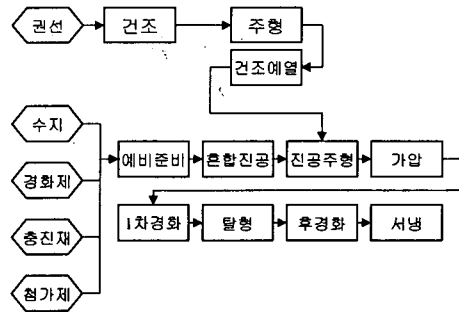 권선 건조 주형
건조예열
수지
예비준비 혼합진공 진공주형 가압
경화제
1차경화 탈형 후경화 서냉
충진재
첨가제